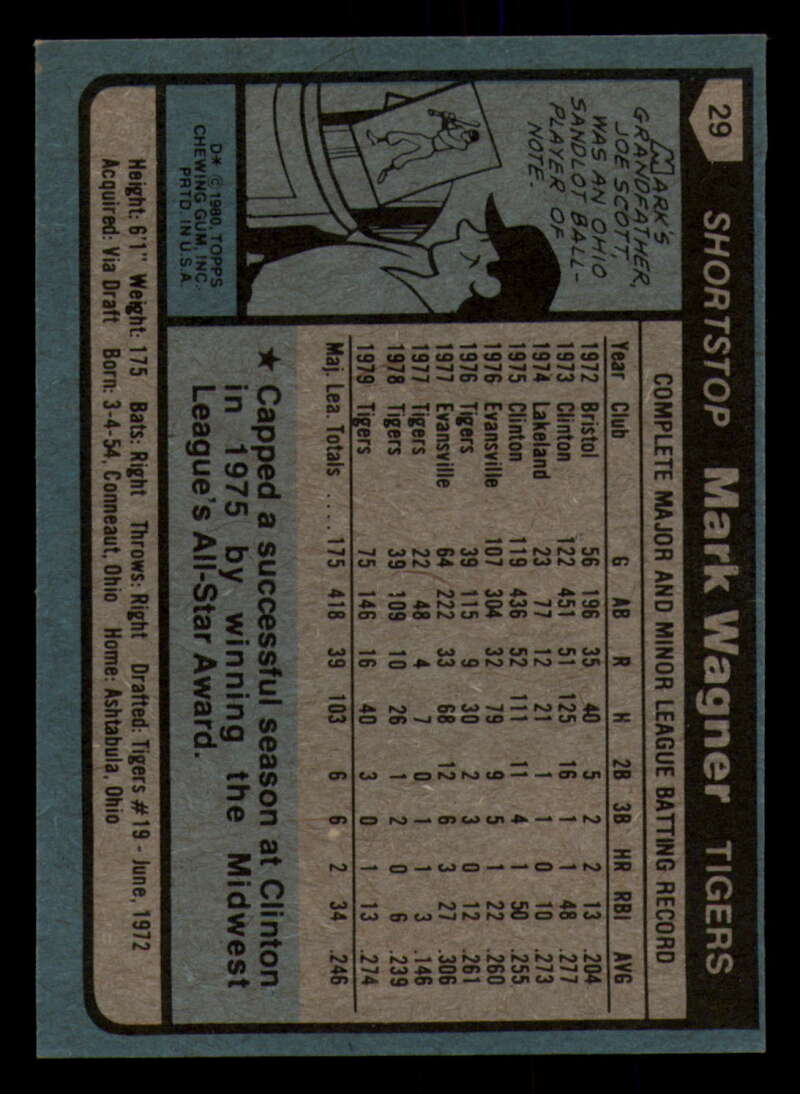 29
SHORTSTOP Mark Wagner TIGERS
MARK'S
GRANDFATHER,
JOE SCOTT,
WAS AN OHIO
SANDLOT BALL-
PLAYER OF
NOTE.
D* © 1980 TOPPS
CHEWING GUM, INC.
PRTD. IN U.S.A.
COMPLETE MAJOR AND MINOR LEAGUE BATTING RECORD
Year Club G AB R H 2B 3B HR RBI AVG
1972 Bristol 56 196 35 40 5 2 2 13 .204
1973 Clinton 122 451 51 125 16 1 1 48 .277
1974 Lakeland 23 77 12 21 1 1 0 10 .273
1975 Clinton 119 436 52 111 11 4 1 50 .255
1976 Evansville 107 304 32 79 9 5 1 22 .260
1976 Tigers 39 115 9 30 2 3 0 12 .261
1977 Evansville 64 222 33 68 12 6 3 27 .306
1977 Tigers 22 48 4 7 0 1 1 3 .146
1978 Tigers 39 109 10 26 1 2 0 6 .239
1979 Tigers 75 146 16 40 3 0 1 13 .274
Maj. Lea. Totals .... 175 418 39 103 6 6 2 34 .246
★ Capped a successful season at Clinton
in 1975 by winning the Midwest
League's All-Star Award.
Height: 6'1" Weight: 175 Bats: Right Throws: Right Drafted: Tigers #19 - June, 1972
Acquired: Via Draft Born: 3-4-54, Conneaut, Ohio Home: Ashtabula, Ohio